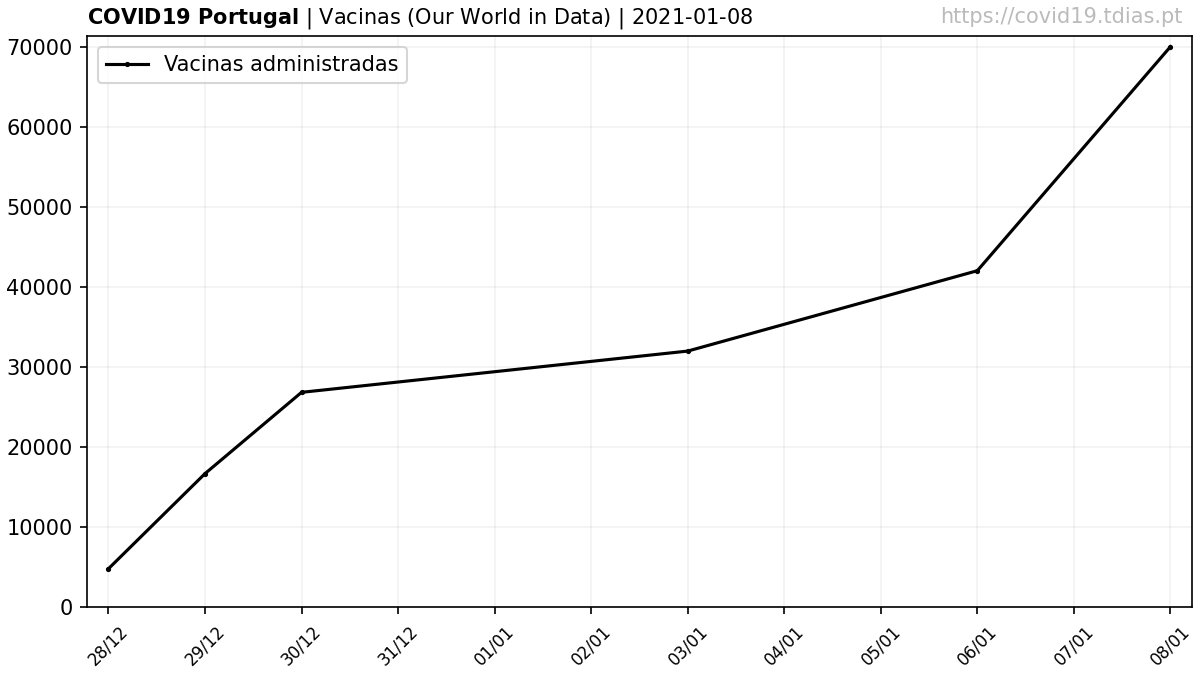 COVID19 Portugal | Vacinas (Our World in Data) | 2021-01-08
https://covid19.tdias.pt
Vacinas administradas
70000
60000
50000
40000
30000
20000
10000
0
28/12 29/12 30/12 31/12 01/01 02/01 03/01 04/01 05/01 06/01 07/01 08/01